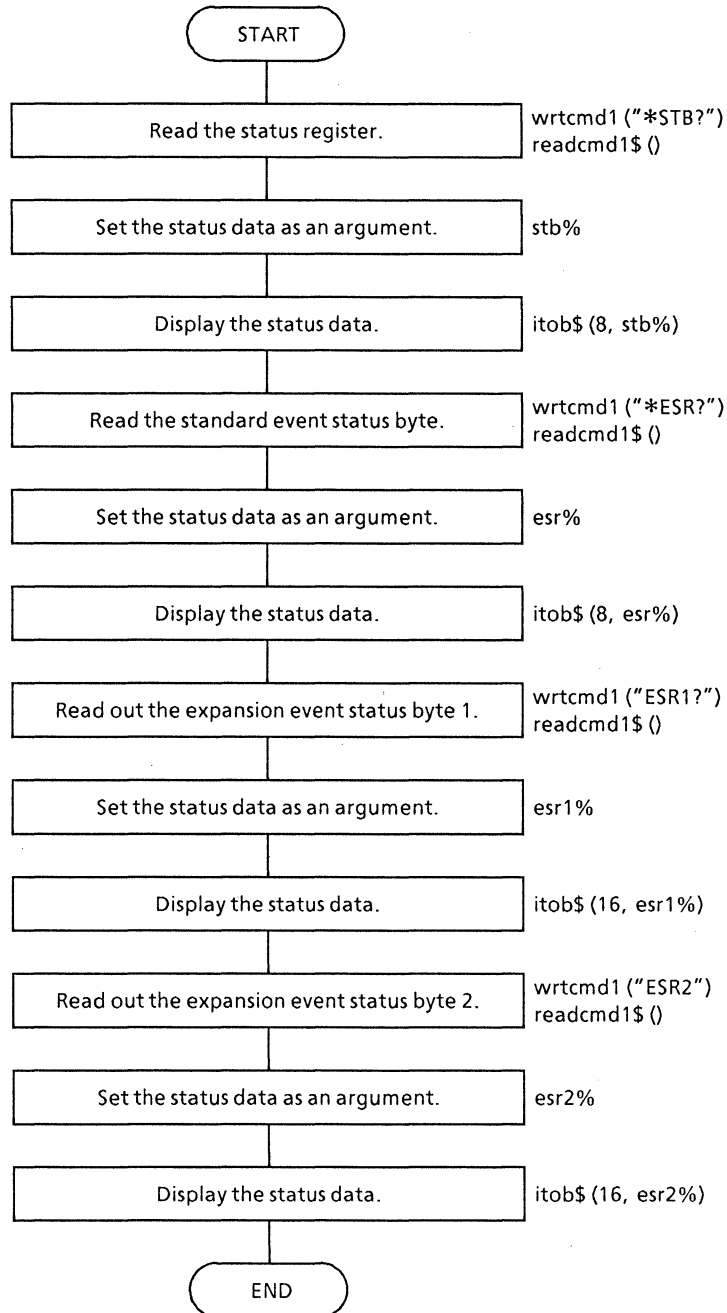 START
Read the status register.
wrtcmd1 ("*STB?")
readcmd1$ ()
Set the status data as an argument.
stb%
Display the status data.
itob$ (8, stb%)
Read the standard event status byte.
wrtcmd1 ("*ESR?")
readcmd1$ ()
Set the status data as an argument.
esr%
Display the status data.
itob$ (8, esr%)
Read out the expansion event status byte 1.
wrtcmd1 ("ESR1?")
readcmd1$ ()
Set the status data as an argument.
esr1%
Display the status data.
itob$ (16, esr1%)
Read out the expansion event status byte 2.
wrtcmd1 ("ESR2")
readcmd1$ ()
Set the status data as an argument.
esr2%
Display the status data.
itob$ (16, esr2%)
END